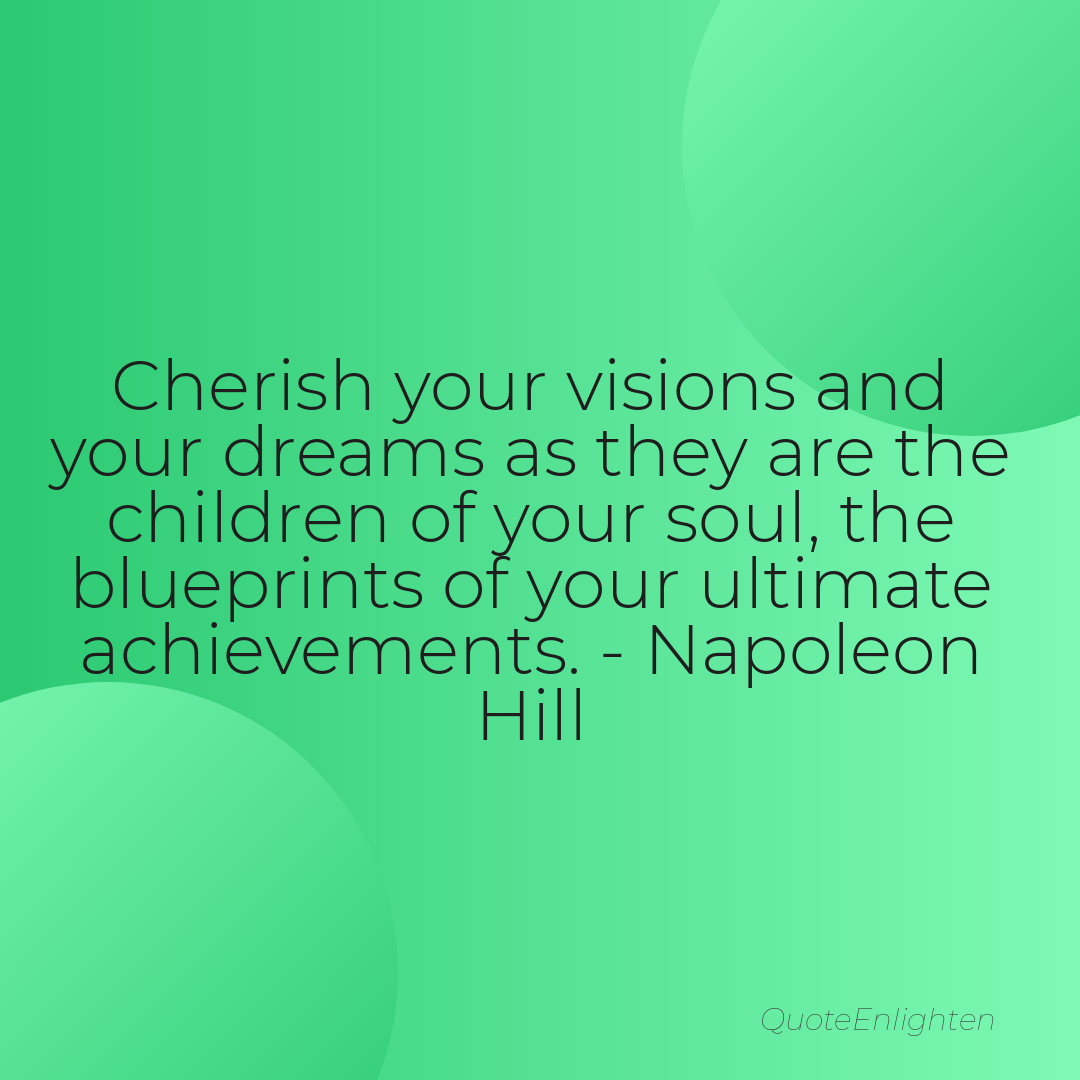 Cherish your visions and
your dreams as they are the
children of your soul, the
blueprints of your ultimate
achievements. - Napoleon
Hill
QuoteEnlighten